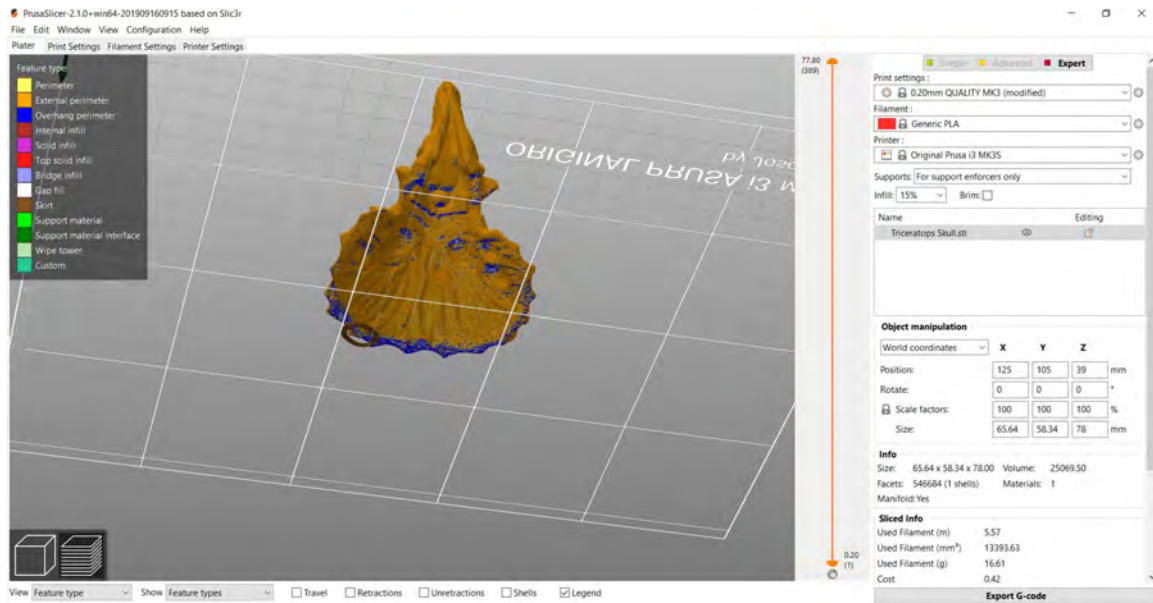 PrusaSlicer-2.1.0+win64-201909160915 based on Slic3r
File Edit Window View Configuration Help
Plater Print Settings Filament Settings Printer Settings
Feature type
Perimeter
External perimeter
Overhang perimeter
Internal infill
Solid infill
Top solid infill
Bridge infill
Gap fill
Skirt
Support material
Support material interface
Wipe tower
Custom
ORIGINAL PRUSA i3 M
by Jose
77.80
(389)
0.20
(1)
Simple Advanced Expert
Print settings :
0.20mm QUALITY MK3 (modified)
Filament :
Generic PLA
Printer :
Original Prusa i3 MK3S
Supports: For support enforcers only
Infill: 15% Brim:
Name Editing
Triceratops Skull.stl
Object manipulation
World coordinates X Y Z
Position: 125 105 39 mm
Rotate: 0 0 0 °
Scale factors: 100 100 100 %
Size: 65.64 58.34 78 mm
Info
Size: 65.64 x 58.34 x 78.00 Volume: 25069.50
Facets: 546684 (1 shells) Materials: 1
Manifold: Yes
Sliced Info
Used Filament (m) 5.57
Used Filament (mm³) 13393.63
Used Filament (g) 16.61
Cost 0.42
View Feature type Show Feature types Travel Retractions Unretractions Shells Legend
Export G-code